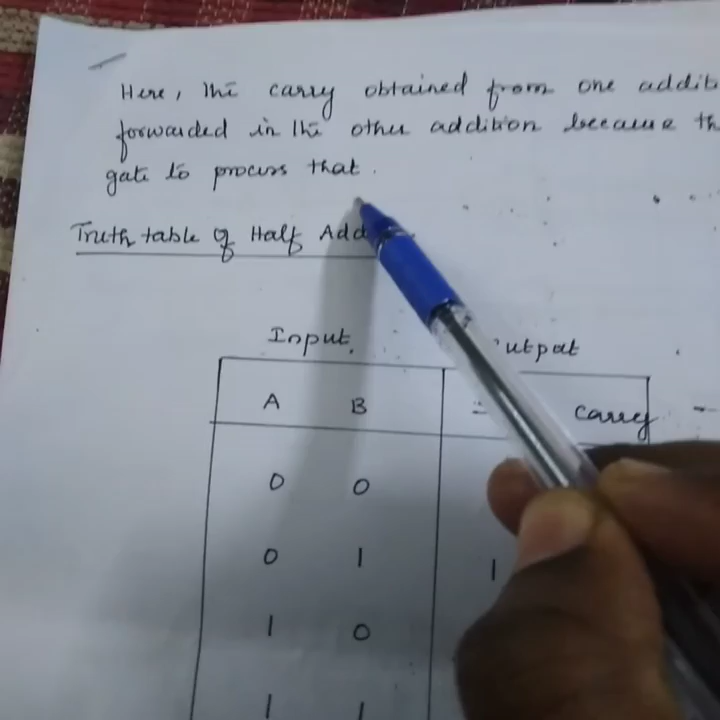 Here, the carry obtained from one additi
forwarded in the other addition because th
gate to process that.
Truth table of Half Add
Input. utput
A B Carry
0 0
0 1 1
1 0
1 1